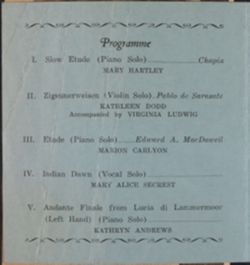 Programme
I. Slow Etude (Piano Solo) Chopin
MARY HARTLEY
II. Zigeunerweisen (Violin Solo) Pablo de Sarasate
KATHLEEN DODD
Accompanied by VIRGINIA LUDWIG
III. Etude (Piano Solo) Edward A. MacDowell
MARION CARLYON
IV. Indian Dawn (Vocal Solo)
MARY ALICE SECREST
V. Andante Finale from Lucia di Lammermoor
(Left Hand) (Piano Solo)
KATHRYN ANDREWS